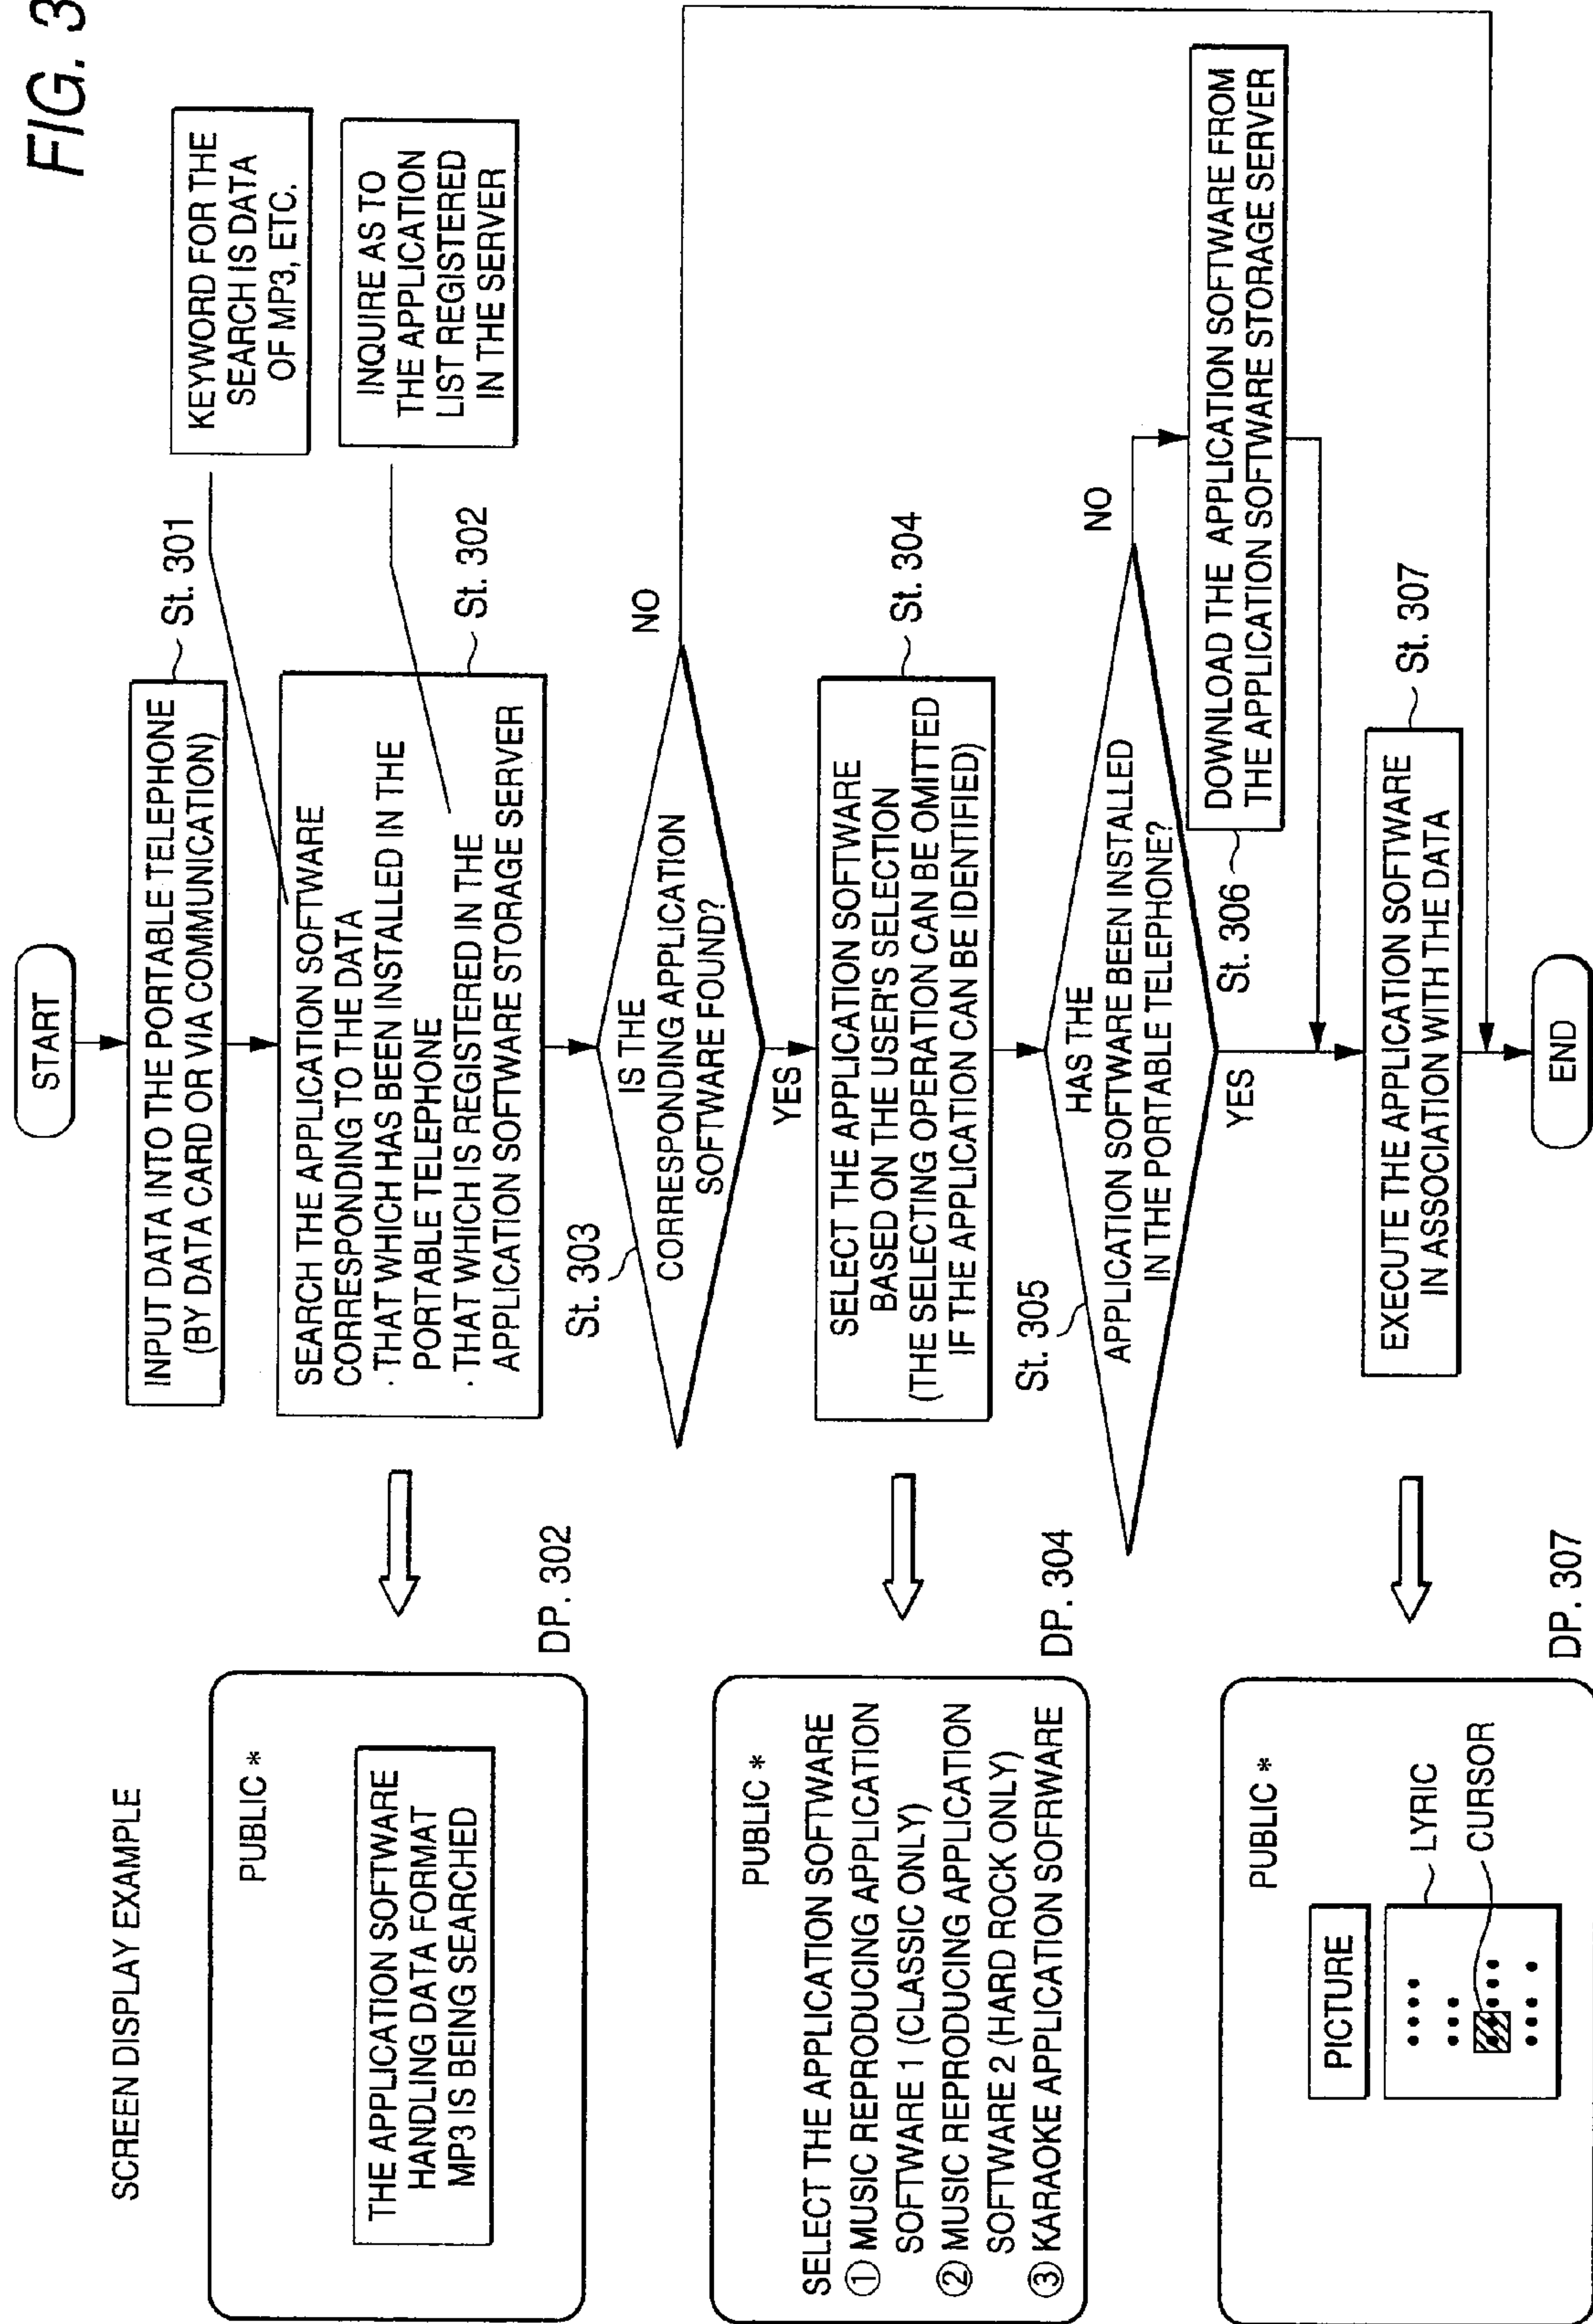 FIG. 3
SCREEN DISPLAY EXAMPLE
START
INPUT DATA INTO THE PORTABLE TELEPHONE
(BY DATA CARD OR VIA COMMUNICATION)
St. 301
KEYWORD FOR THE
SEARCH IS DATA
OF MP3, ETC.
PUBLIC *
THE APPLICATION SOFTWARE
HANDLING DATA FORMAT
MP3 IS BEING SEARCHED
DP. 302
SEARCH THE APPLICATION SOFTWARE
CORRESPONDING TO THE DATA
· THAT WHICH HAS BEEN INSTALLED IN THE
PORTABLE TELEPHONE
· THAT WHICH IS REGISTERED IN THE
APPLICATION SOFTWARE STORAGE SERVER
St. 302
INQUIRE AS TO
THE APPLICATION
LIST REGISTERED
IN THE SERVER
St. 303
IS THE
CORRESPONDING APPLICATION
SOFTWARE FOUND?
NO
YES
PUBLIC *
SELECT THE APPLICATION SOFTWARE
① MUSIC REPRODUCING APPLICATION
SOFTWARE 1 (CLASSIC ONLY)
② MUSIC REPRODUCING APPLICATION
SOFTWARE 2 (HARD ROCK ONLY)
③ KARAOKE APPLICATION SOFRWARE
DP. 304
SELECT THE APPLICATION SOFTWARE
BASED ON THE USER'S SELECTION
(THE SELECTING OPERATION CAN BE OMITTED
IF THE APPLICATION CAN BE IDENTIFIED)
St. 304
St. 305
HAS THE
APPLICATION SOFTWARE BEEN INSTALLED
IN THE PORTABLE TELEPHONE?
NO
YES
St. 306
DOWNLOAD THE APPLICATION SOFTWARE FROM
THE APPLICATION SOFTWARE STORAGE SERVER
PUBLIC *
PICTURE
LYRIC
CURSOR
DP. 307
EXECUTE THE APPLICATION SOFTWARE
IN ASSOCIATION WITH THE DATA
St. 307
END